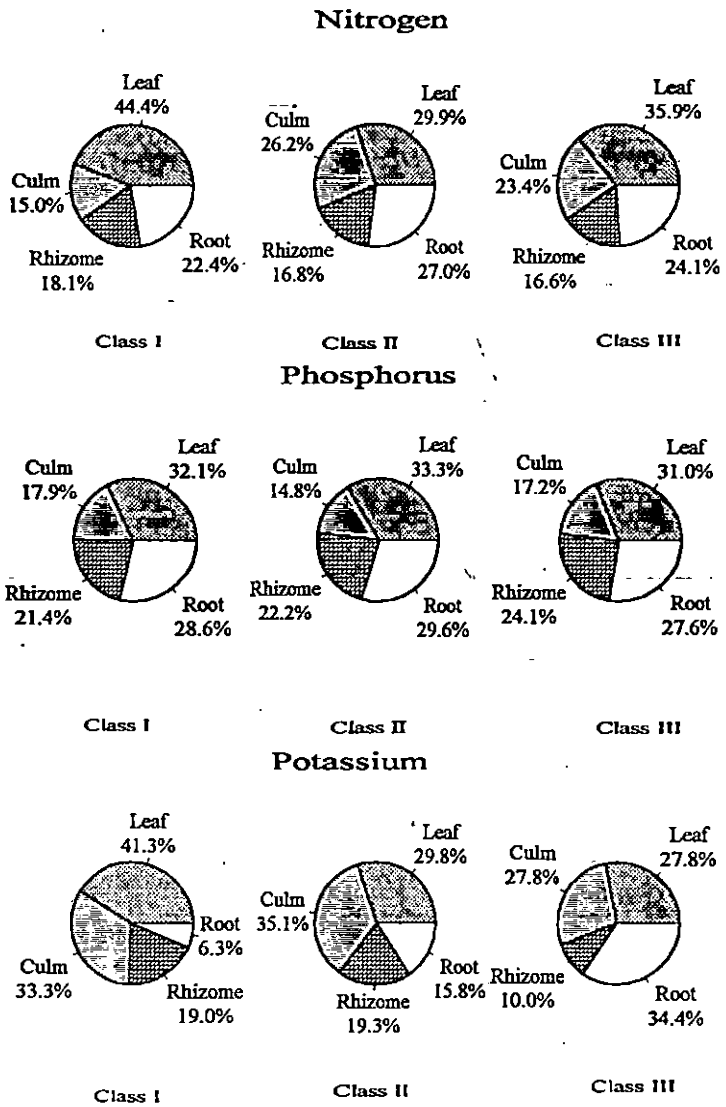 Nitrogen
Leaf
44.4%
Culm
15.0%
Rhizome
18.1%
Root
22.4%
Class I
Leaf
29.9%
Culm
26.2%
Rhizome
16.8%
Root
27.0%
Class II
Leaf
35.9%
Culm
23.4%
Rhizome
16.6%
Root
24.1%
Class III
Phosphorus
Leaf
32.1%
Culm
17.9%
Rhizome
21.4%
Root
28.6%
Class I
Leaf
33.3%
Culm
14.8%
Rhizome
22.2%
Root
29.6%
Class II
Leaf
31.0%
Culm
17.2%
Rhizome
24.1%
Root
27.6%
Class III
Potassium
Leaf
41.3%
Root
6.3%
Culm
33.3%
Rhizome
19.0%
Class I
Leaf
29.8%
Culm
35.1%
Root
15.8%
Rhizome
19.3%
Class II
Leaf
27.8%
Culm
27.8%
Rhizome
10.0%
Root
34.4%
Class III